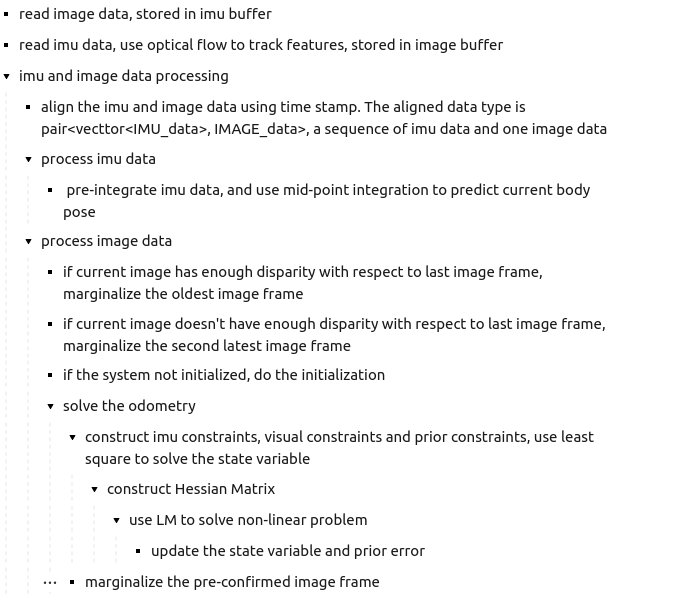 read image data, stored in imu buffer
read imu data, use optical flow to track features, stored in image buffer
imu and image data processing
align the imu and image data using time stamp. The aligned data type is
pair<vecttor<IMU_data>, IMAGE_data>, a sequence of imu data and one image data
process imu data
pre-integrate imu data, and use mid-point integration to predict current body
pose
process image data
if current image has enough disparity with respect to last image frame,
marginalize the oldest image frame
if current image doesn't have enough disparity with respect to last image frame,
marginalize the second latest image frame
if the system not initialized, do the initialization
solve the odometry
construct imu constraints, visual constraints and prior constraints, use least
square to solve the state variable
construct Hessian Matrix
use LM to solve non-linear problem
update the state variable and prior error
marginalize the pre-confirmed image frame